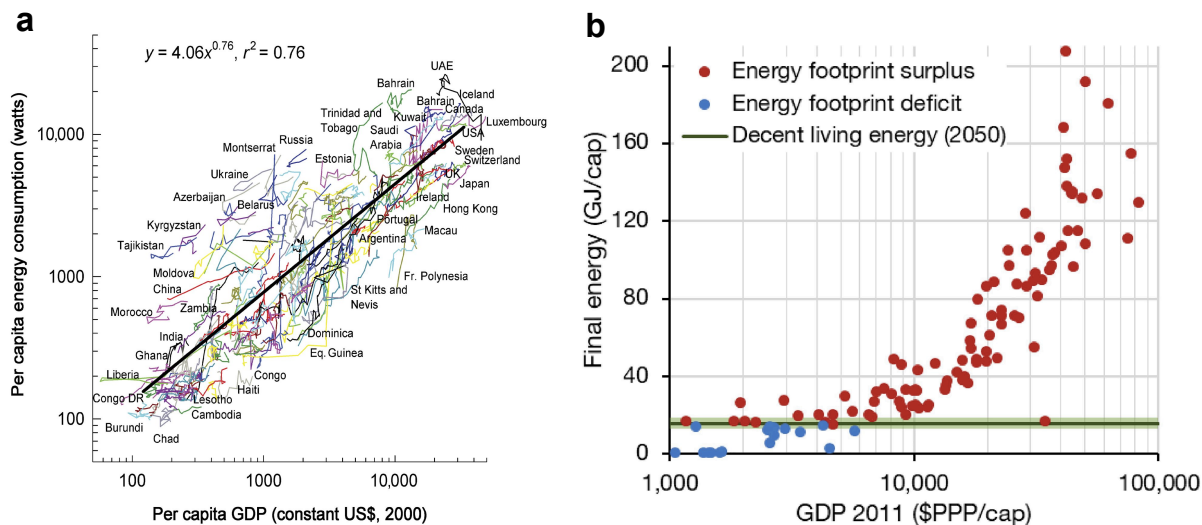 a
y = 4.06x^0.76, r² = 0.76
Per capita energy consumption (watts)
10,000
1000
100
UAE
Bahrain
Iceland
Bahrain
Canada
Trinidad and
Tobago
Kuwait
Luxembourg
USA
Saudi
Arabia
Russia
Montserrat
Estonia
Sweden
Switzerland
Ukraine
UK
Japan
Azerbaijan
Belarus
Ireland
Hong Kong
Kyrgyzstan
Portugal
Macau
Tajikistan
Argentina
Moldova
Fr. Polynesia
China
St Kitts and
Nevis
Morocco
Zambia
India
Dominica
Ghana
Eq. Guinea
Liberia
Congo
Haiti
Congo DR
Lesotho
Cambodia
Burundi
Chad
100
1000
10,000
Per capita GDP (constant US$, 2000)
b
Final energy (GJ/cap)
200
160
120
80
40
0
Energy footprint surplus
Energy footprint deficit
Decent living energy (2050)
1,000
10,000
100,000
GDP 2011 ($PPP/cap)